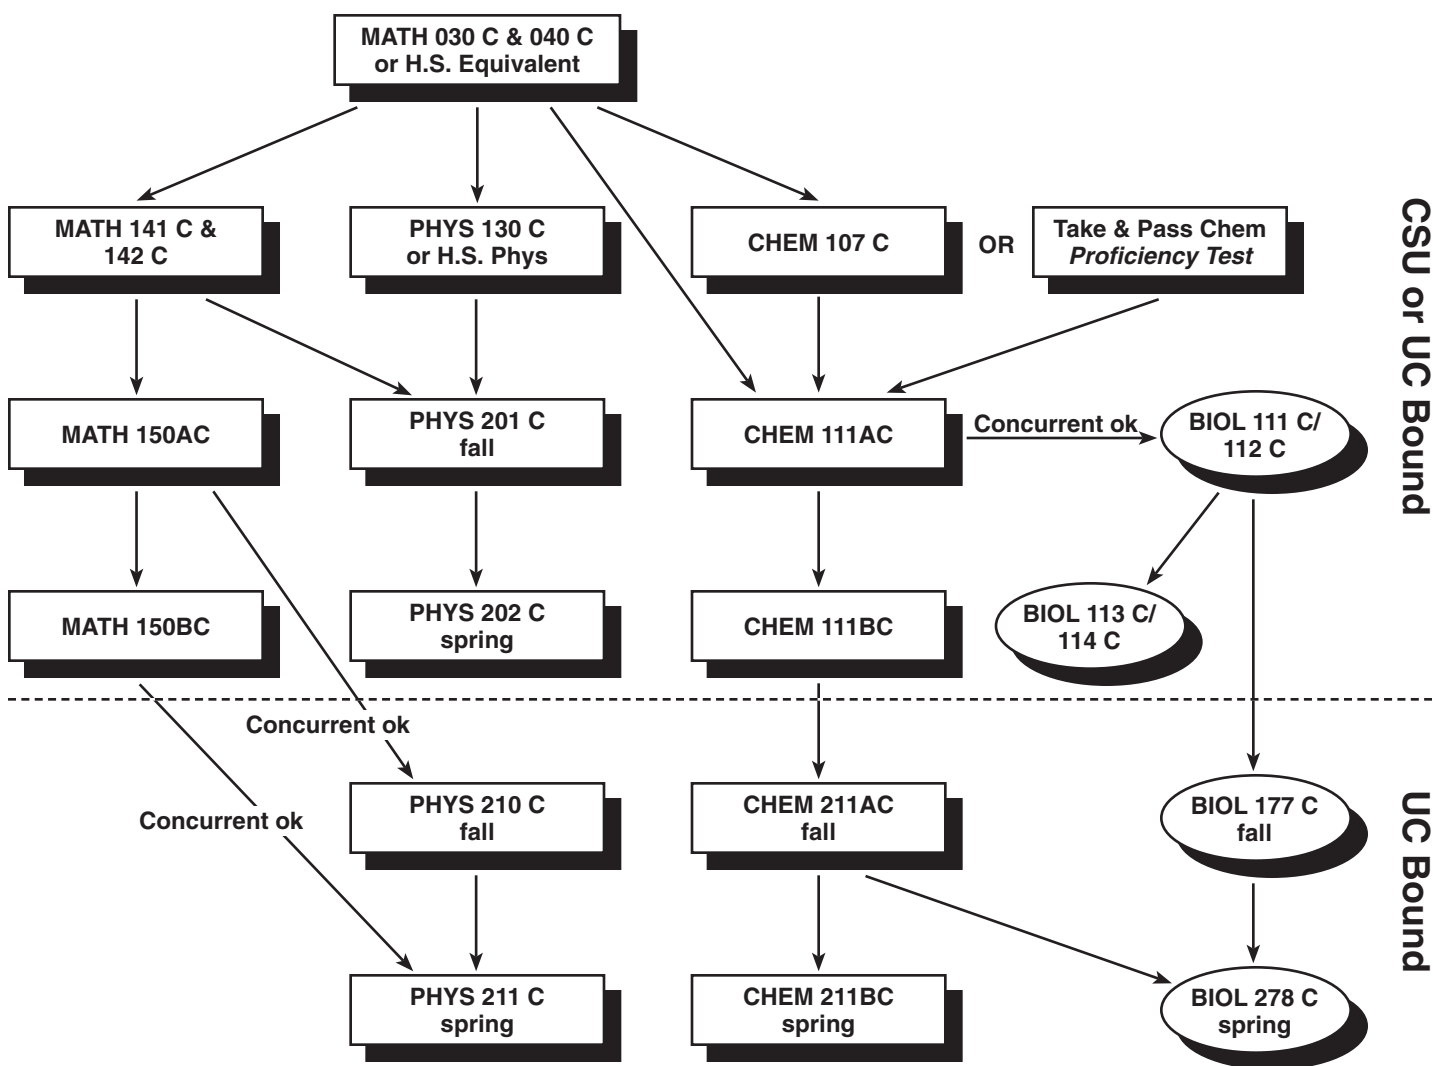 MATH 030 C & 040 C
or H.S. Equivalent
MATH 141 C &
142 C
PHYS 130 C
or H.S. Phys
CHEM 107 C
OR
Take & Pass Chem
Proficiency Test
CSU or UC Bound
MATH 150AC
PHYS 201 C
fall
CHEM 111AC
Concurrent ok
BIOL 111 C/
112 C
MATH 150BC
PHYS 202 C
spring
CHEM 111BC
BIOL 113 C/
114 C
Concurrent ok
Concurrent ok
PHYS 210 C
fall
CHEM 211AC
fall
BIOL 177 C
fall
UC Bound
PHYS 211 C
spring
CHEM 211BC
spring
BIOL 278 C
spring